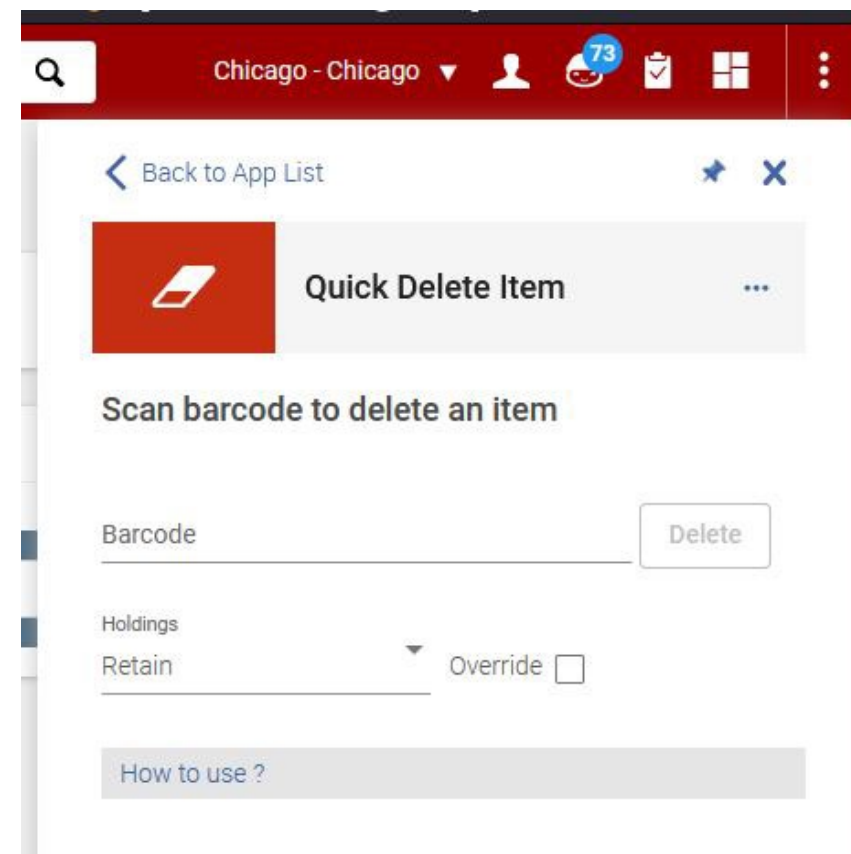 Chicago - Chicago
73
Back to App List
Quick Delete Item
Scan barcode to delete an item
Barcode
Delete
Holdings
Retain
Override
How to use ?